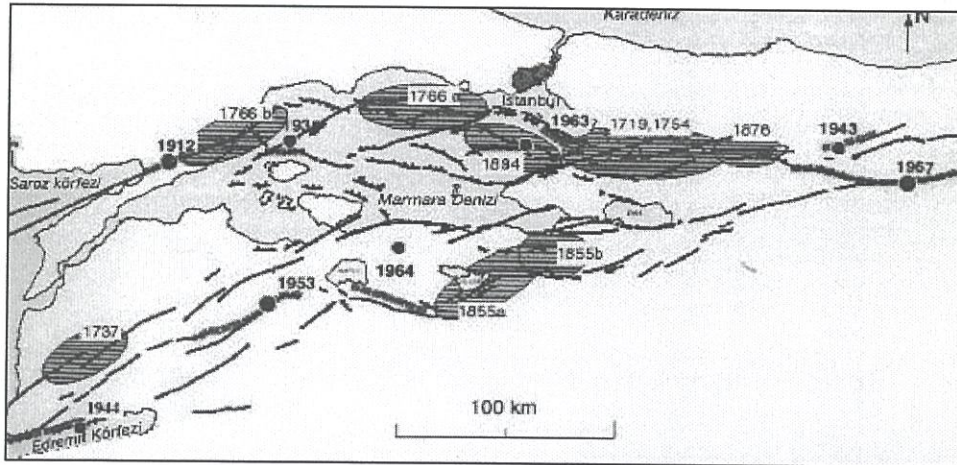 Karadeniz
N
1766 b
1766 a
Istanbul
1963
1719,1754
1878
1943
1912
1894
1967
Saroz körfezi
Marmara Denizi
1855b
1964
1953
1855a
1737
1944
100 km
Edremit Körfezi